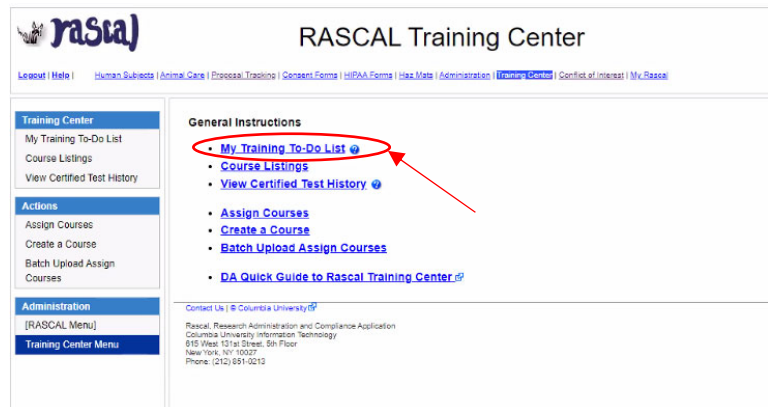 rascal
RASCAL Training Center
Logout | Help | Human Subjects | Animal Care | Proposal Tracking | Consent Forms | HIPAA Forms | Haz Mats | Administration | Training Center | Conflict of Interest | My Rascal
Training Center
My Training To-Do List
Course Listings
View Certified Test History
Actions
Assign Courses
Create a Course
Batch Upload Assign
Courses
Administration
[RASCAL Menu]
Training Center Menu
General Instructions
• My Training To-Do List ?
• Course Listings
• View Certified Test History ?
• Assign Courses
• Create a Course
• Batch Upload Assign Courses
• DA Quick Guide to Rascal Training Center
Contact Us | © Columbia University
Rascal, Research Administration and Compliance Application
Columbia University Information Technology
615 West 131st Street, 5th Floor
New York, NY 10027
Phone: (212) 851-0213